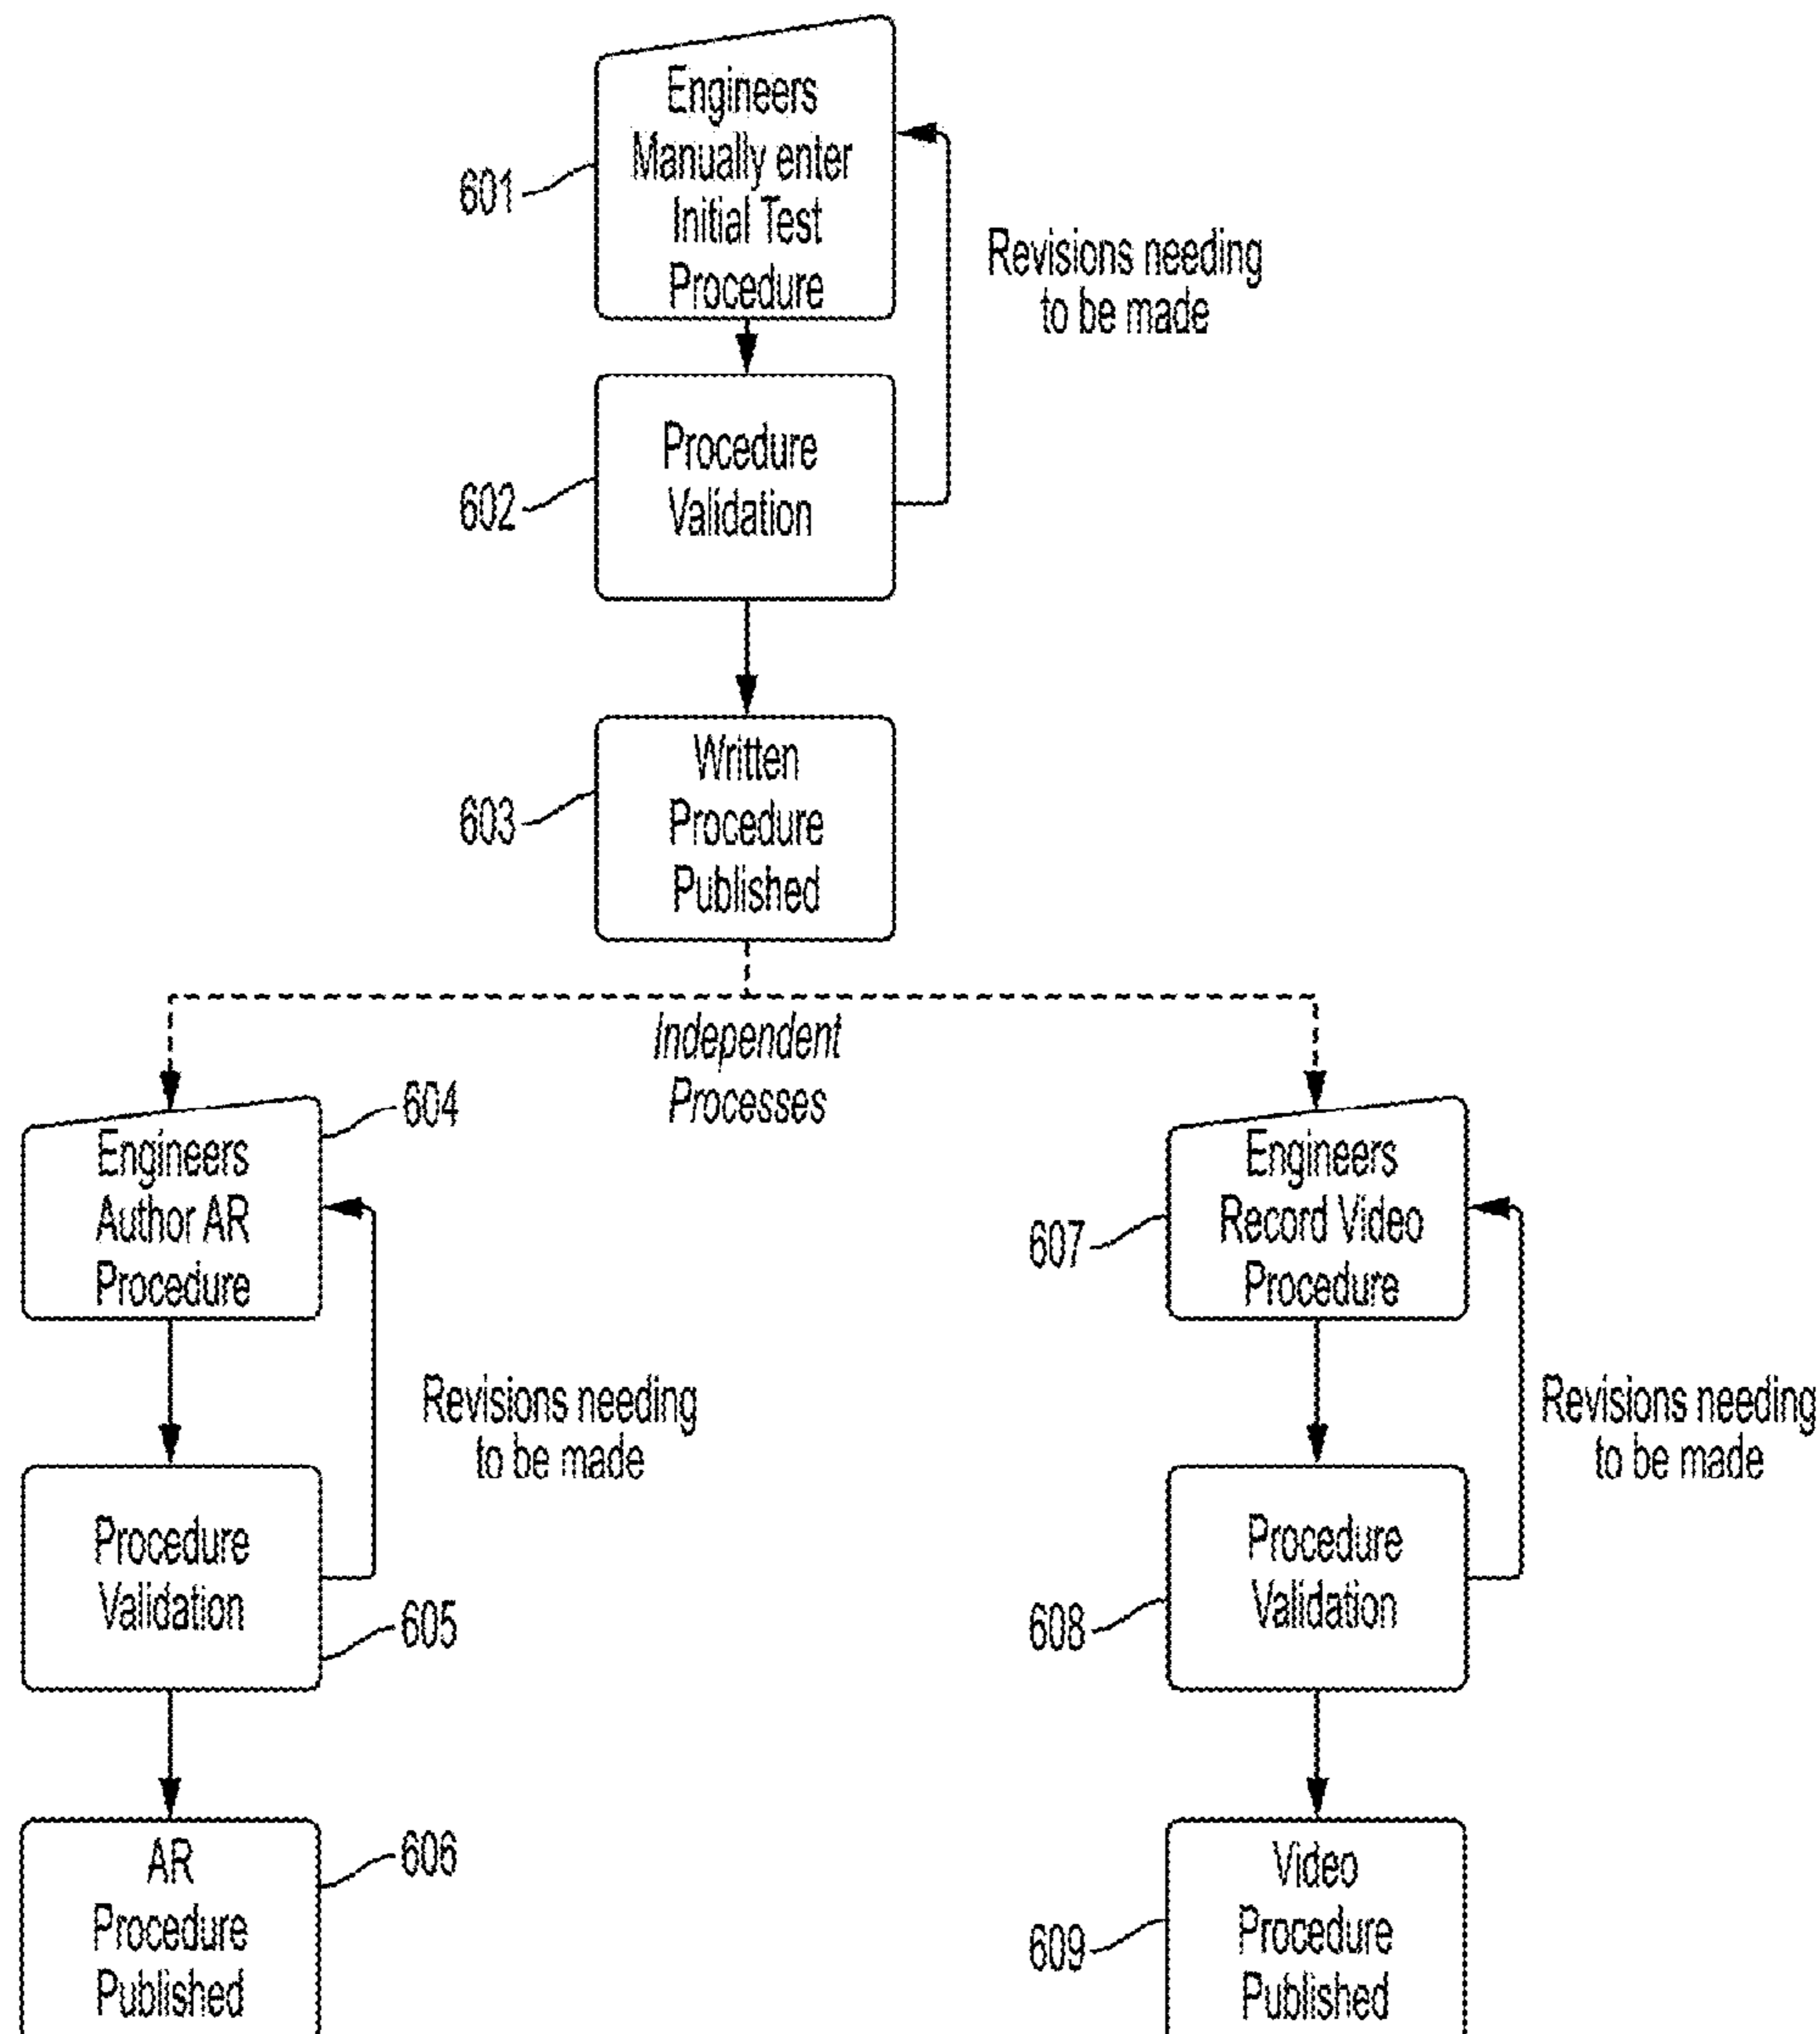 Engineers
Manually enter
Initial Test
Procedure
601
Revisions needing
to be made
Procedure
Validation
602
Written
Procedure
Published
603
Independent
Processes
604
Engineers
Author AR
Procedure
Revisions needing
to be made
Procedure
Validation
605
AR
Procedure
Published
606
Engineers
Record Video
Procedure
607
Revisions needing
to be made
Procedure
Validation
608
Video
Procedure
Published
609